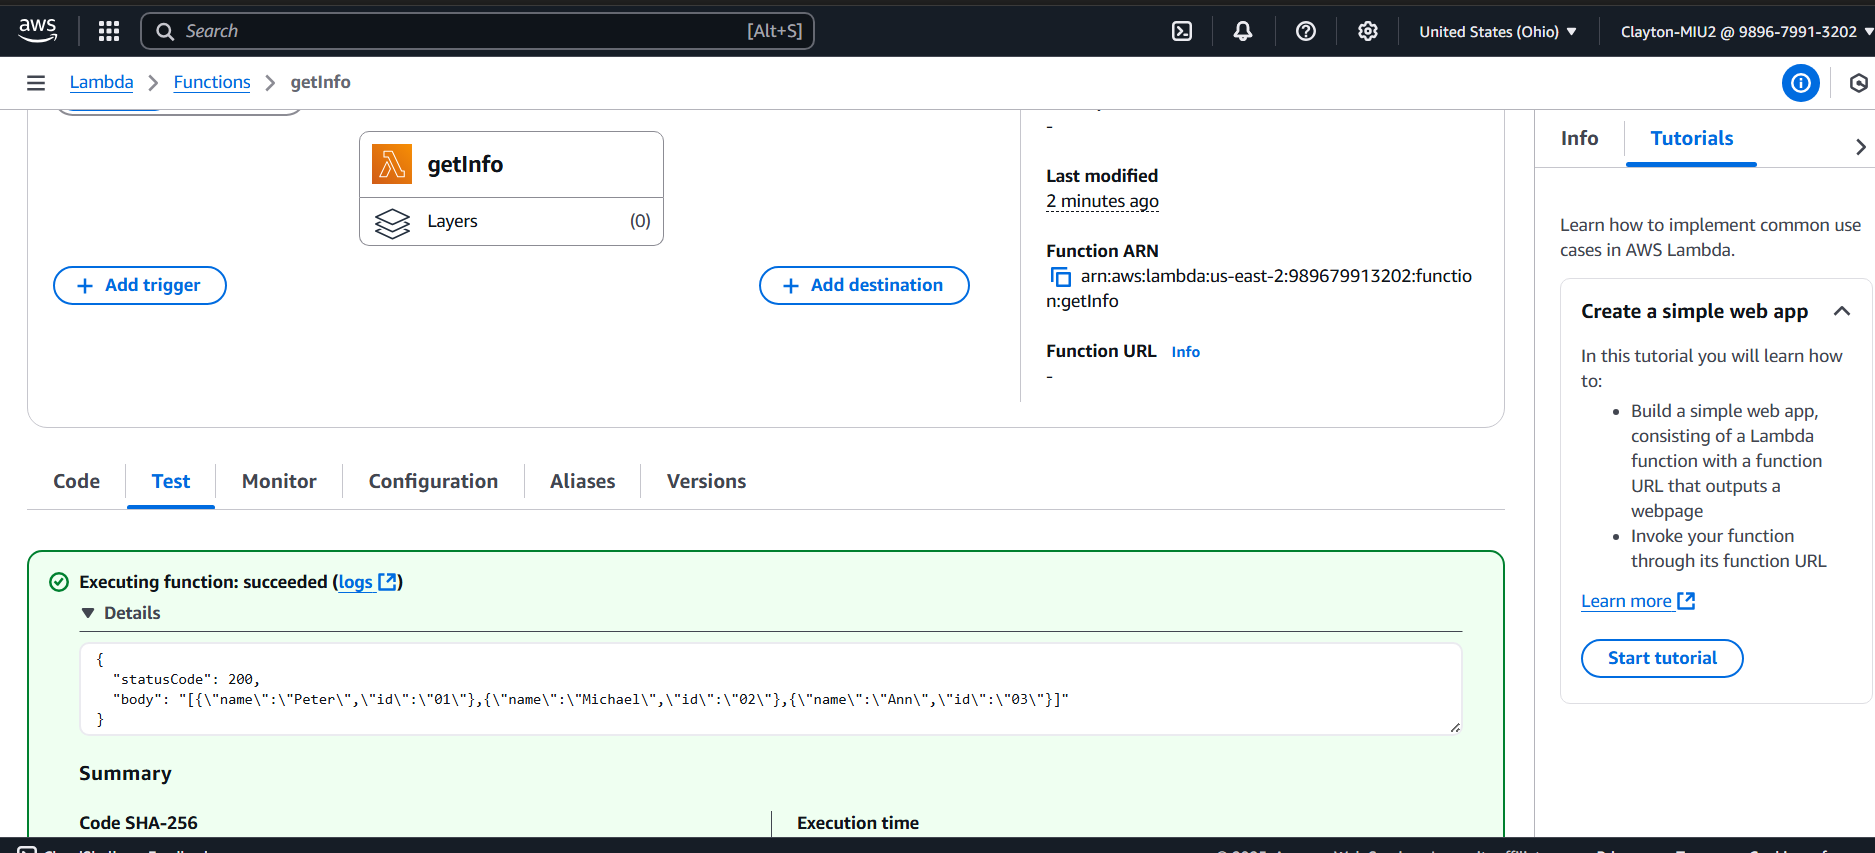 aws
Search
[Alt+S]
United States (Ohio)
Clayton-MIU2 @ 9896-7991-3202
Lambda
Functions
getInfo
getInfo
Layers
(0)
Add trigger
Add destination
-
Last modified
2 minutes ago
Function ARN
arn:aws:lambda:us-east-2:989679913202:functio
n:getInfo
Function URL Info
-
Info
Tutorials
Learn how to implement common use
cases in AWS Lambda.
Create a simple web app
In this tutorial you will learn how
to:
• Build a simple web app,
consisting of a Lambda
function with a function
URL that outputs a
webpage
• Invoke your function
through its function URL
Learn more
Start tutorial
Code
Test
Monitor
Configuration
Aliases
Versions
Executing function: succeeded (logs)
Details
{
"statusCode": 200,
"body": "[{\"name\":\"Peter\",\"id\":\"01\"},{\"name\":\"Michael\",\"id\":\"02\"},{\"name\":\"Ann\",\"id\":\"03\"}]"
}
Summary
Code SHA-256
Execution time